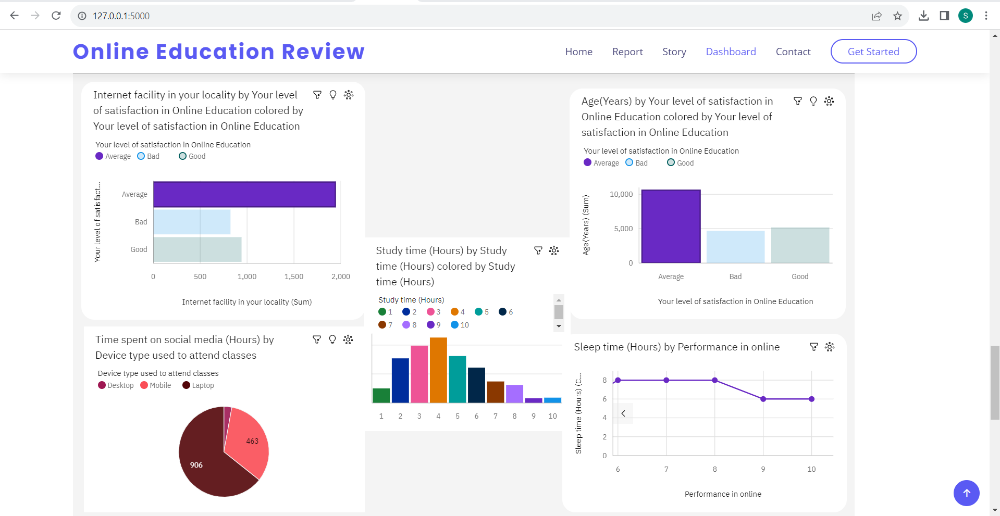 127.0.0.1:5000
S
Online Education Review
Home Report Story Dashboard Contact Get Started
Internet facility in your locality by Your level
of satisfaction in Online Education colored by
Your level of satisfaction in Online Education
Your level of satisfaction in Online Education
Average Bad Good
Your level of satisfact...
Average
Bad
Good
0 500 1,000 1,500 2,000
Internet facility in your locality (Sum)
Age(Years) by Your level of satisfaction in
Online Education colored by Your level of
satisfaction in Online Education
Your level of satisfaction in Online Education
Average Bad Good
Age(Years) (Sum)
10,000
5,000
0
Average Bad Good
Your level of satisfaction in Online Education
Study time (Hours) by Study
time (Hours) colored by Study
time (Hours)
Study time (Hours)
1 2 3 4 5 6
7 8 9 10
1 2 3 4 5 6 7 8 9 10
Time spent on social media (Hours) by
Device type used to attend classes
Device type used to attend classes
Desktop Mobile Laptop
463
906
Sleep time (Hours) by Performance in online
Sleep time (Hours) (C...
8
6
4
2
0
6 7 8 9 10
Performance in online